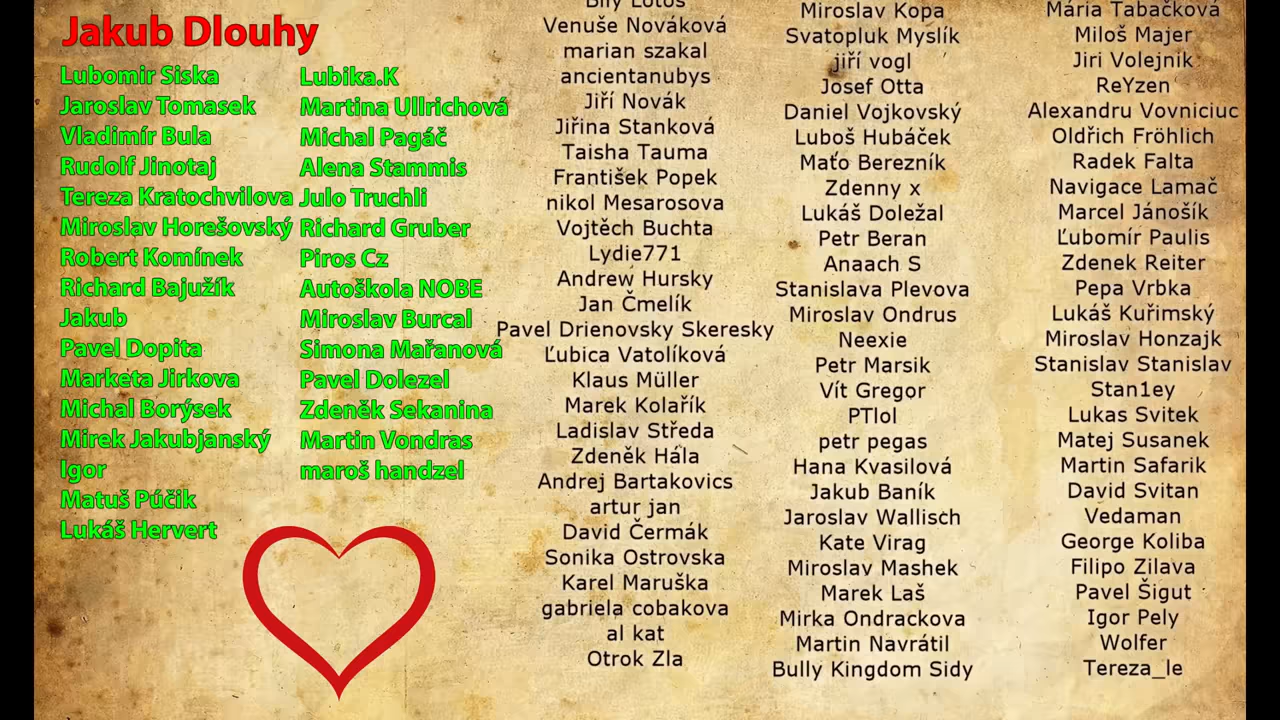 Jakub Dlouhy
Lubomir Siska
Jaroslav Tomasek
Vladimír Bula
Rudolf Jinotaj
Tereza Kratochvilova
Miroslav Horešovský
Robert Komínek
Richard Bajužík
Jakub
Pavel Dopita
Marketa Jirkova
Michal Borýsek
Mirek Jakubjanský
Igor
Matuš Púčik
Lukáš Hervert
Lubika.K
Martina Ullrichová
Michal Pagáč
Alena Stammis
Julo Truchli
Richard Gruber
Piros Cz
Autoškola NOBE
Miroslav Burcal
Simona Mařanová
Pavel Dolezel
Zdeněk Sekanina
Martin Vondras
maroš handzel
Bílý Lotos
Venuše Nováková
marian szakal
ancientanubys
Jiří Novák
Jiřina Stanková
Taisha Tauma
František Popek
nikol Mesarosova
Vojtěch Buchta
Lydie771
Andrew Hursky
Jan Čmelík
Pavel Drienovsky Skeresky
Ľubica Vatolíková
Klaus Müller
Marek Kolařík
Ladislav Středa
Zdeněk Hála
Andrej Bartakovics
artur jan
David Čermák
Sonika Ostrovska
Karel Maruška
gabriela cobakova
al kat
Otrok Zla
Miroslav Kopa
Svatopluk Myslík
jiří vogl
Josef Otta
Daniel Vojkovský
Luboš Hubáček
Maťo Berezník
Zdenny x
Lukáš Doležal
Petr Beran
Anaach S
Stanislava Plevova
Miroslav Ondrus
Neexie
Petr Marsik
Vít Gregor
PTlol
petr pegas
Hana Kvasilová
Jakub Baník
Jaroslav Wallisch
Kate Virag
Miroslav Mashek
Marek Laš
Mirka Ondrackova
Martin Navrátil
Bully Kingdom Sidy
Mária Tabačková
Miloš Majer
Jiri Volejnik
ReYzen
Alexandru Vovniciuc
Oldřich Fröhlich
Radek Falta
Navigace Lamač
Marcel Jánošík
Ľubomír Paulis
Zdenek Reiter
Pepa Vrbka
Lukáš Kuřimský
Miroslav Honzajk
Stanislav Stanislav
Stan1ey
Lukas Svitek
Matej Susanek
Martin Safarik
David Svitan
Vedaman
George Koliba
Filipo Zilava
Pavel Šigut
Igor Pely
Wolfer
Tereza_le